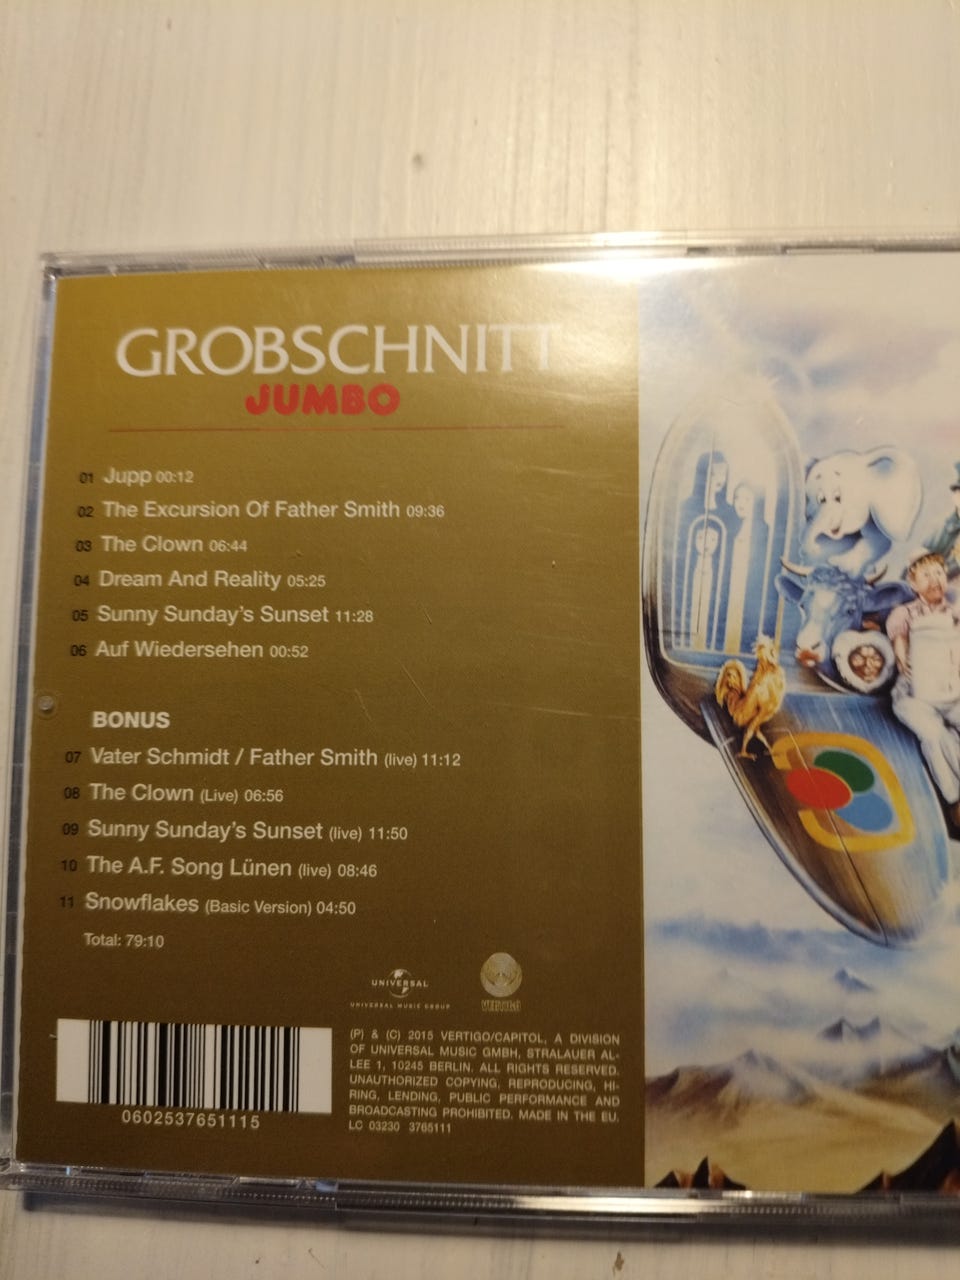 GROBSCHNITT
JUMBO
01 Jupp 00:12
02 The Excursion Of Father Smith 09:36
03 The Clown 06:44
04 Dream And Reality 05:25
05 Sunny Sunday's Sunset 11:28
06 Auf Wiedersehen 00:52
BONUS
07 Vater Schmidt / Father Smith (live) 11:12
08 The Clown (Live) 06:56
09 Sunny Sunday's Sunset (live) 11:50
10 The A.F. Song Lünen (live) 08:46
11 Snowflakes (Basic Version) 04:50
Total: 79:10
UNIVERSAL
UNIVERSAL MUSIC GROUP
VERTIGO
(P) & (C) 2015 VERTIGO/CAPITOL, A DIVISION
OF UNIVERSAL MUSIC GMBH, STRALAUER AL-
LEE 1, 10245 BERLIN. ALL RIGHTS RESERVED.
UNAUTHORIZED COPYING, REPRODUCING, HI-
RING, LENDING, PUBLIC PERFORMANCE AND
BROADCASTING PROHIBITED. MADE IN THE EU.
LC 03230 3765111
0602537651115